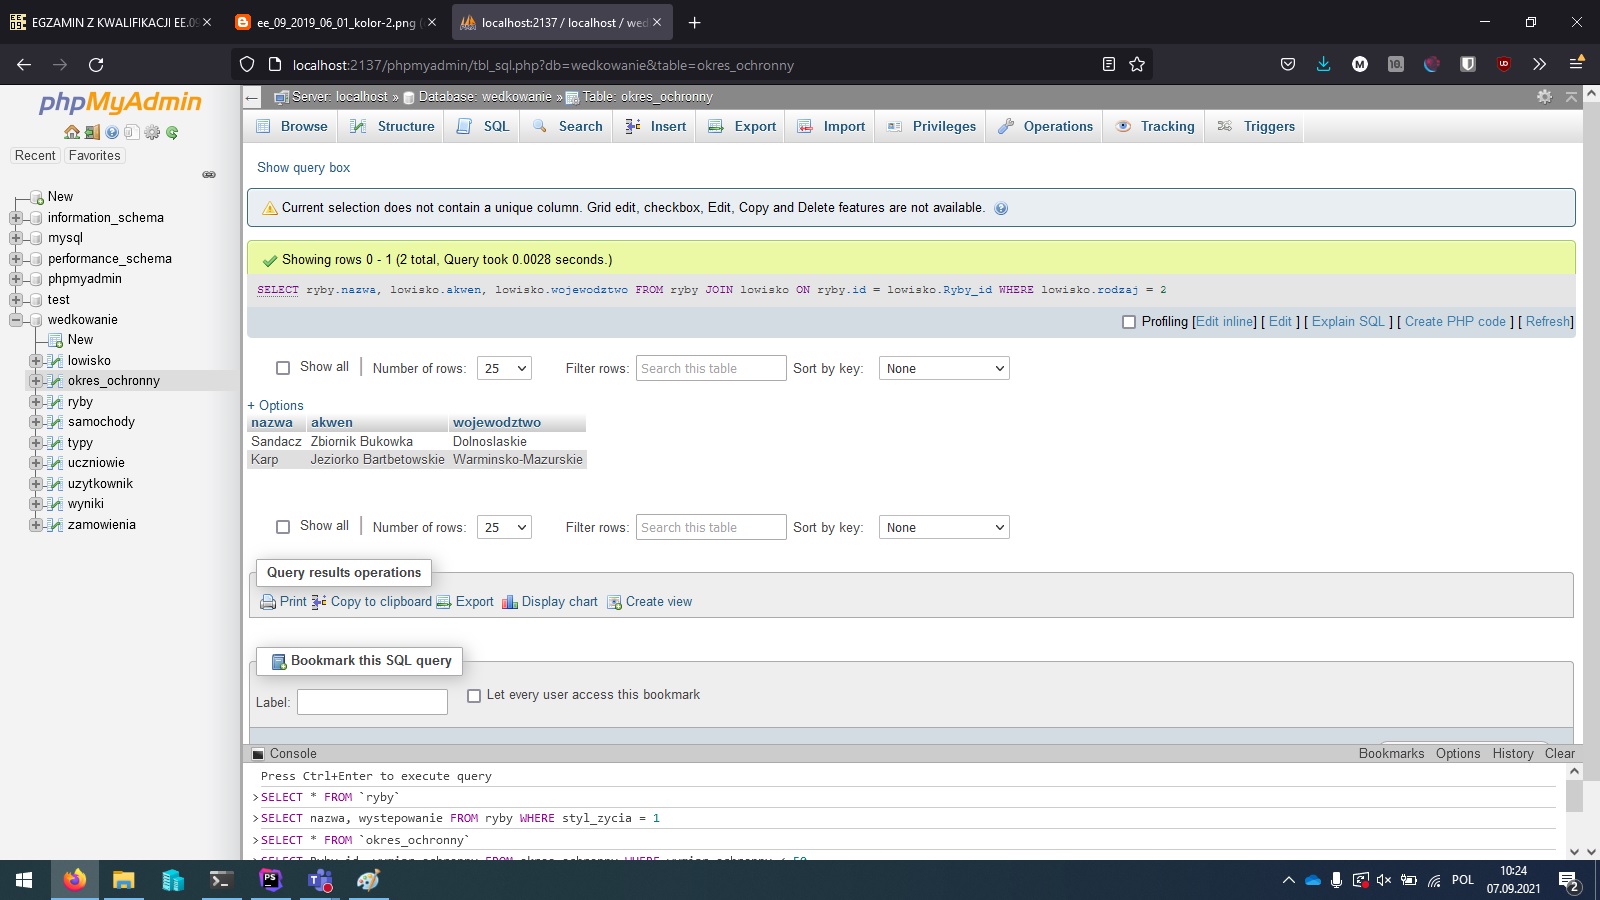 EGZAMIN Z KWALIFIKACJI EE.09
ee_09_2019_06_01_kolor-2.png (
localhost:2137 / localhost / wed
localhost:2137/phpmyadmin/tbl_sql.php?db=wedkowanie&table=okres_ochronny
phpMyAdmin
Recent Favorites
New
information_schema
mysql
performance_schema
phpmyadmin
test
wedkowanie
New
lowisko
okres_ochronny
ryby
samochody
typy
uczniowie
uzytkownik
wyniki
zamowienia
Server: localhost » Database: wedkowanie » Table: okres_ochronny
Browse Structure SQL Search Insert Export Import Privileges Operations Tracking Triggers
Show query box
Current selection does not contain a unique column. Grid edit, checkbox, Edit, Copy and Delete features are not available.
Showing rows 0 - 1 (2 total, Query took 0.0028 seconds.)
SELECT ryby.nazwa, lowisko.akwen, lowisko.wojewodztwo FROM ryby JOIN lowisko ON ryby.id = lowisko.Ryby_id WHERE lowisko.rodzaj = 2
Profiling [Edit inline] [ Edit ] [ Explain SQL ] [ Create PHP code ] [ Refresh]
Show all Number of rows: 25 Filter rows: Search this table Sort by key: None
+ Options
nazwa akwen wojewodztwo
Sandacz Zbiornik Bukowka Dolnoslaskie
Karp Jeziorko Bartbetowskie Warminsko-Mazurskie
Show all Number of rows: 25 Filter rows: Search this table Sort by key: None
Query results operations
Print Copy to clipboard Export Display chart Create view
Bookmark this SQL query
Label: Let every user access this bookmark
Console Bookmarks Options History Clear
Press Ctrl+Enter to execute query
>SELECT * FROM `ryby`
>SELECT nazwa, wystepowanie FROM ryby WHERE styl_zycia = 1
>SELECT * FROM `okres_ochronny`
>SELECT Ryby_id, wymiar_ochronny FROM okres_ochronny WHERE wymiar_ochronny < 50
POL
10:24
07.09.2021
2